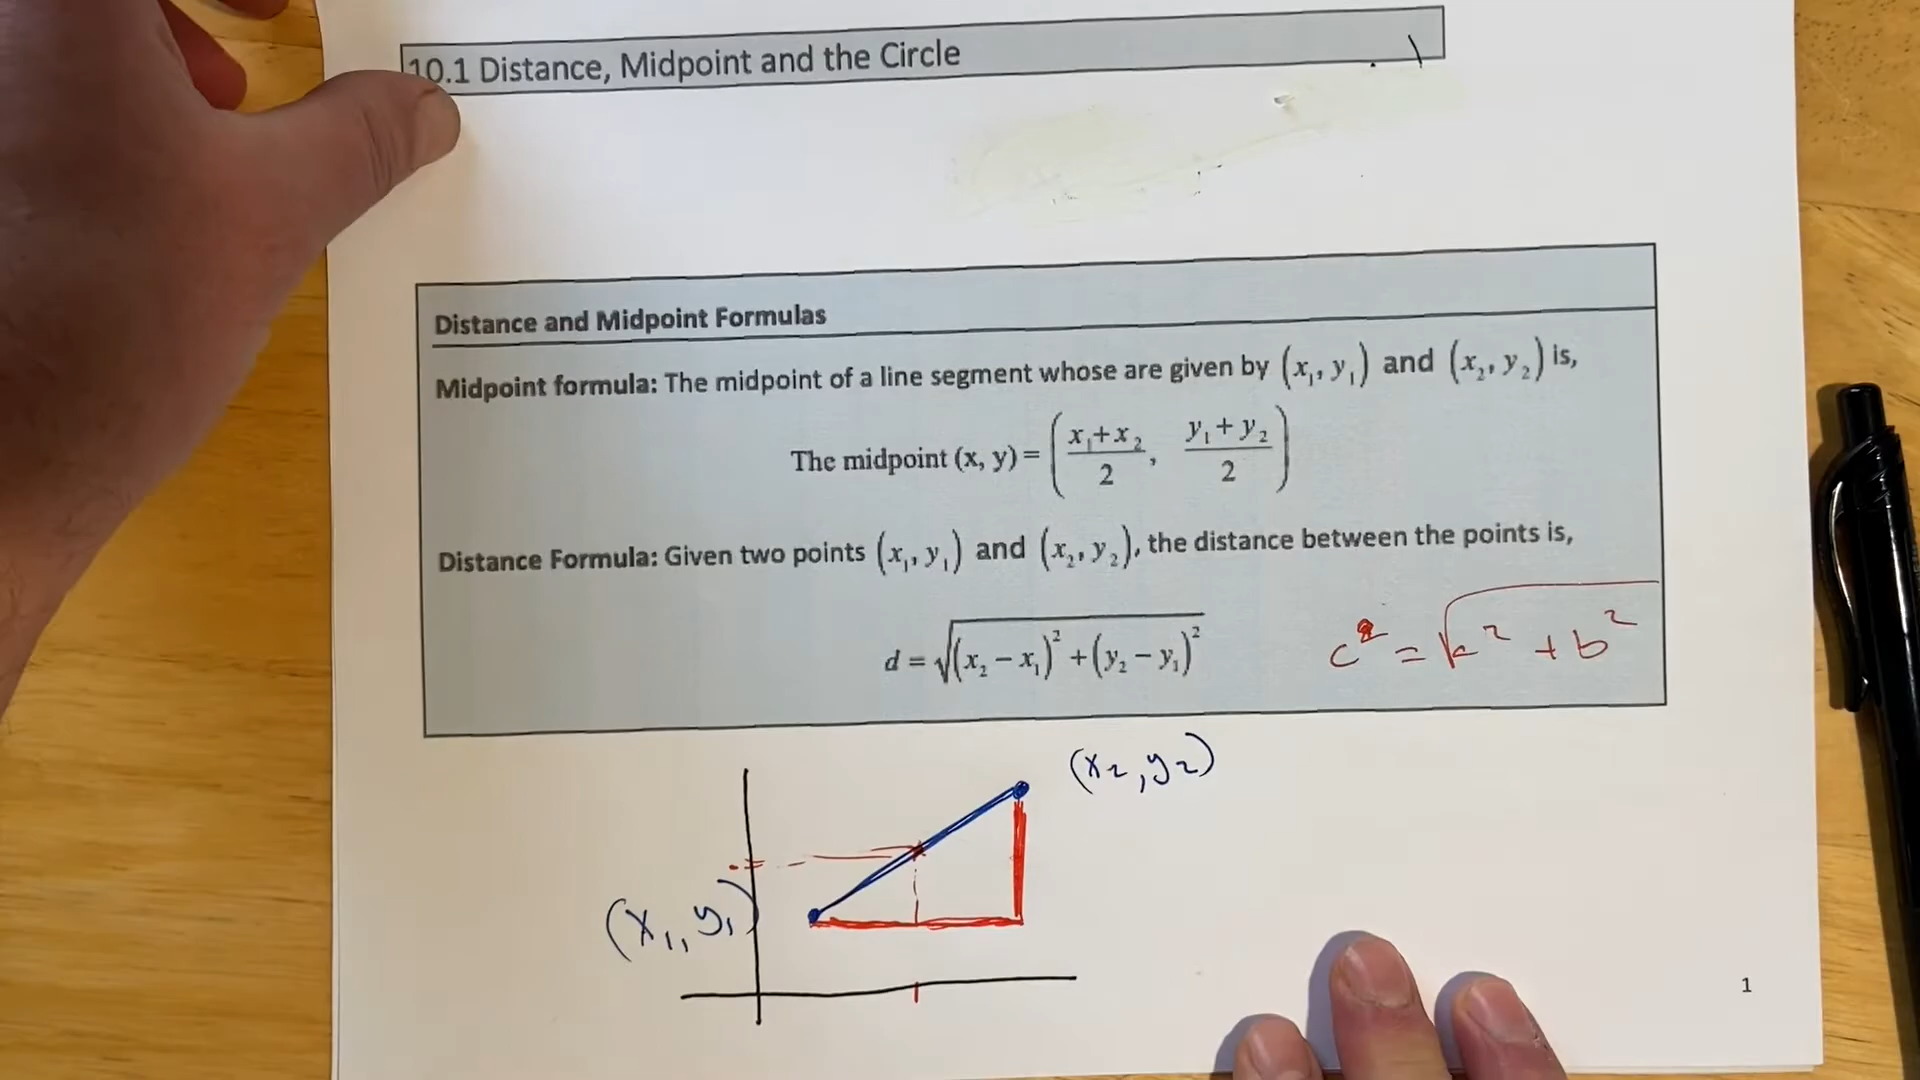 10.1 Distance, Midpoint and the Circle
Distance and Midpoint Formulas
Midpoint formula: The midpoint of a line segment whose are given by (x₁, y₁) and (x₂, y₂) is,
The midpoint (x, y) = ( (x₁+x₂)/2, (y₁+y₂)/2 )
Distance Formula: Given two points (x₁, y₁) and (x₂, y₂), the distance between the points is,
d = √((x₂ − x₁)² + (y₂ − y₁)²)
c = √(a² + b²)
(x₂, y₂)
(x₁, y₁)
1